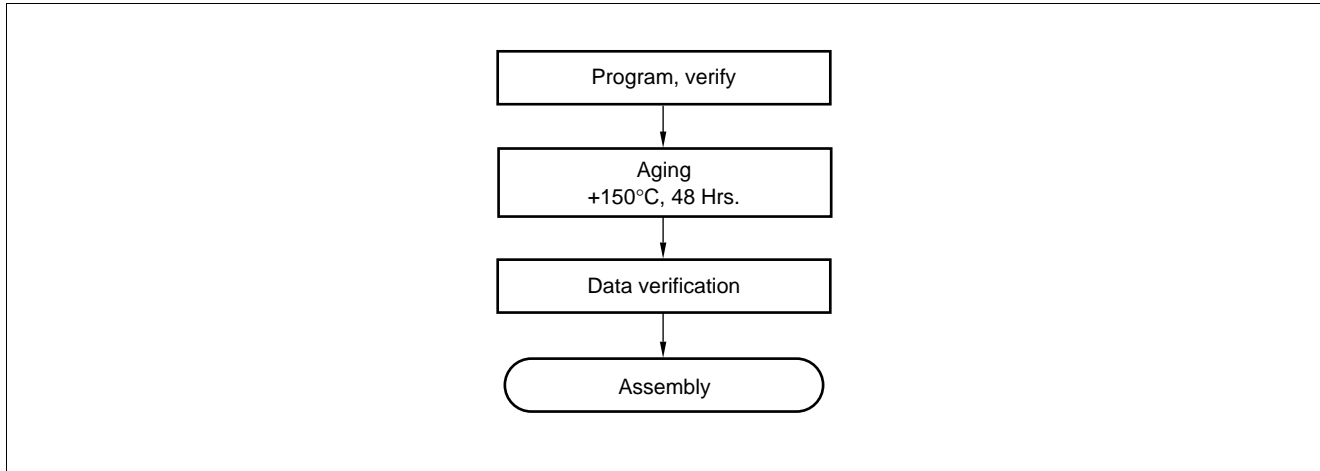 Program, verify
Aging
+150°C, 48 Hrs.
Data verification
Assembly